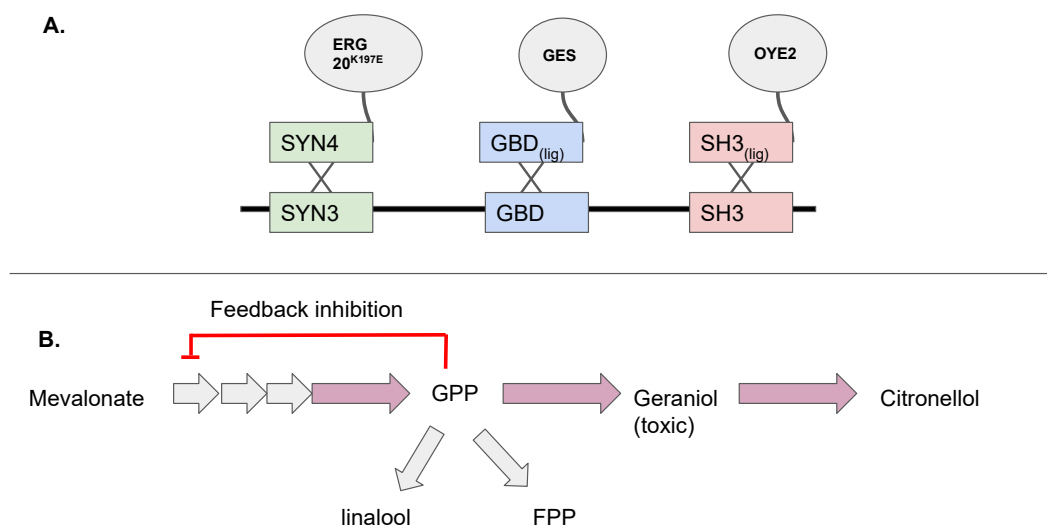 A.
ERG
20K197E
GES
OYE2
SYN4
GBD(lig)
SH3(lig)
SYN3
GBD
SH3
Feedback inhibition
B.
Mevalonate
GPP
Geraniol
(toxic)
Citronellol
linalool
FPP